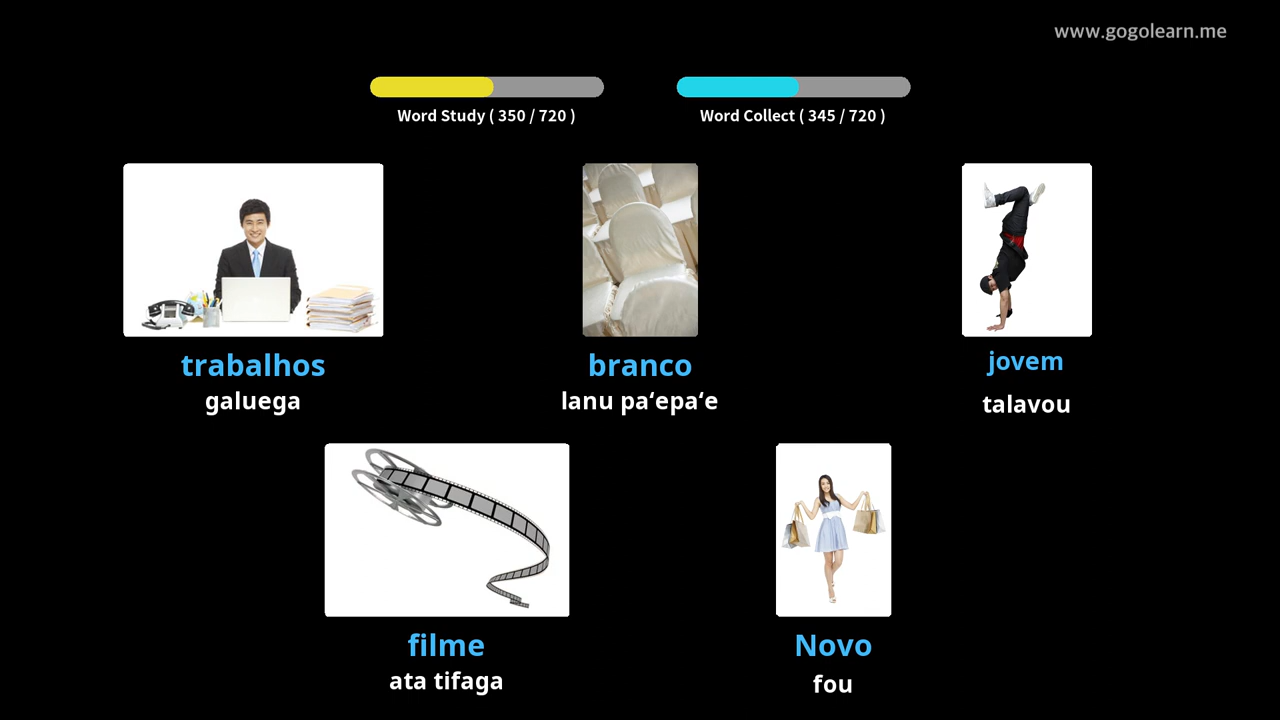 www.gogolearn.me
Word Study ( 350 / 720 )
Word Collect ( 345 / 720 )
trabalhos
galuega
branco
lanu pa‘epa‘e
jovem
talavou
filme
ata tifaga
Novo
fou